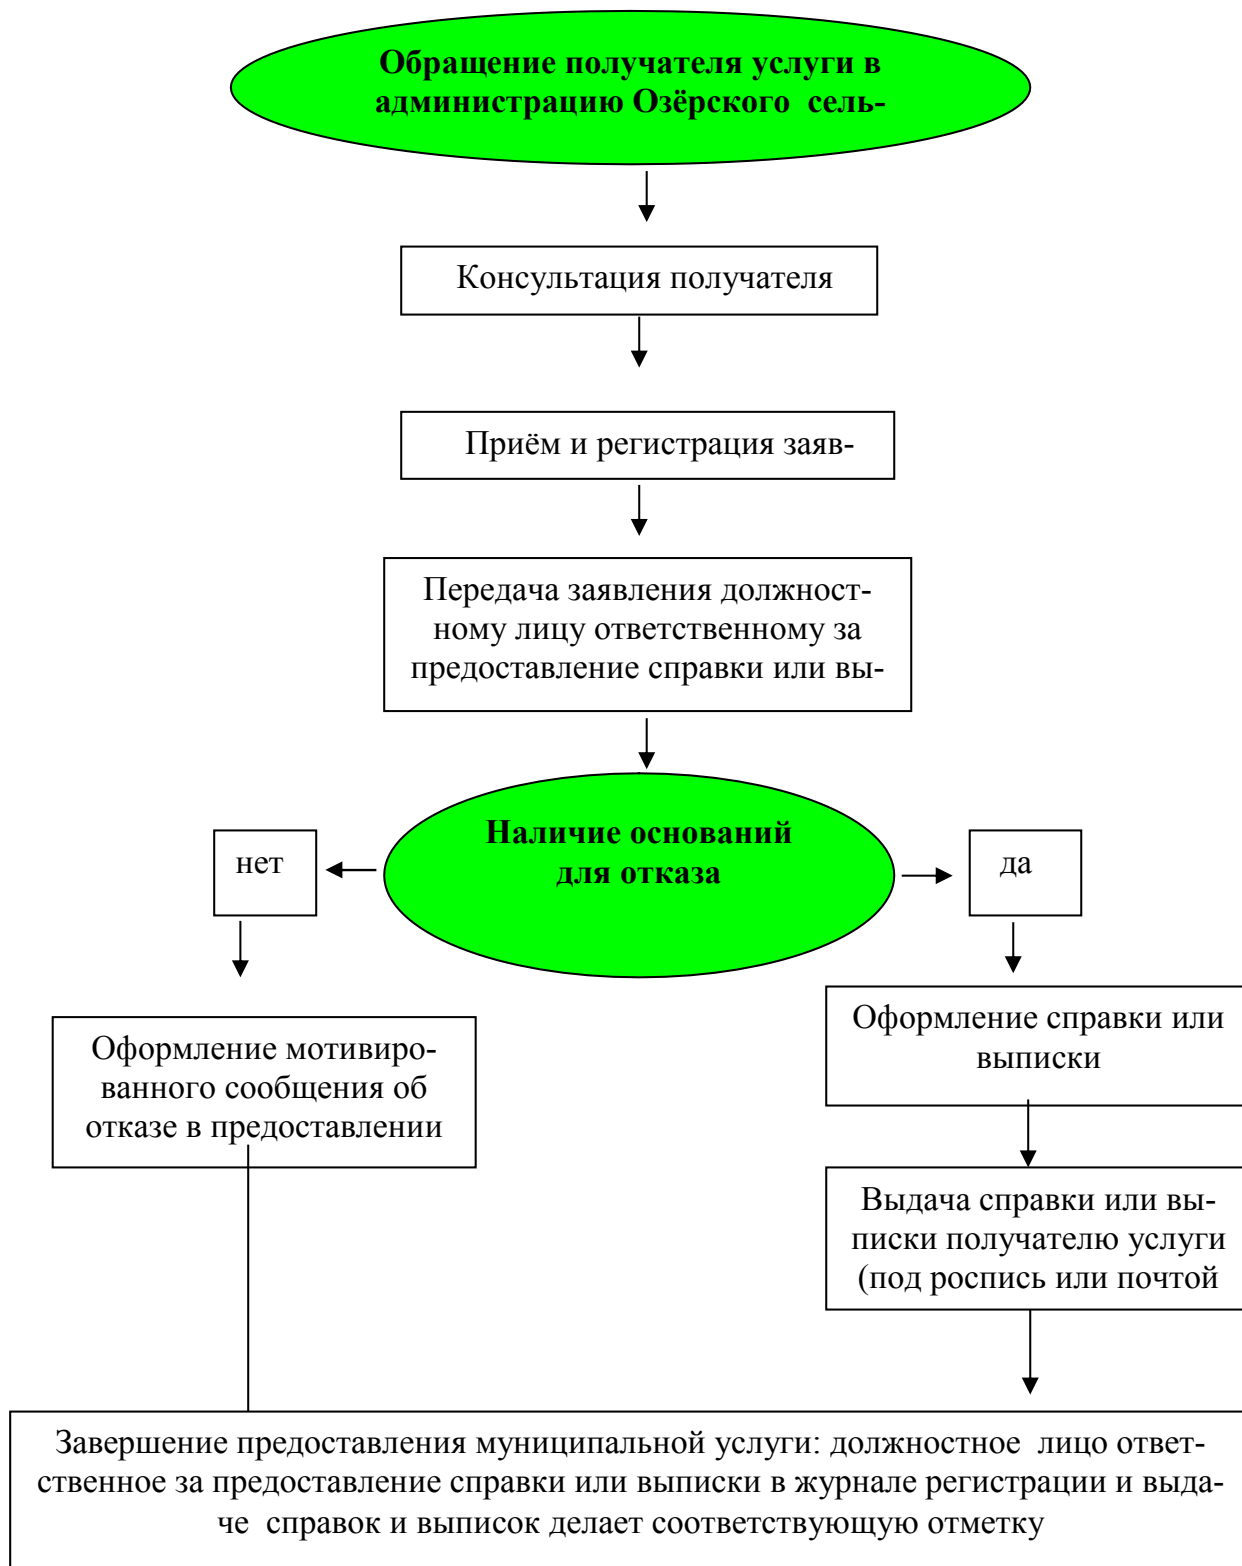 Обращение получателя услуги в
администрацию Озёрского сель-
Консультация получателя
Приём и регистрация заяв-
Передача заявления должност-
ному лицу ответственному за
предоставление справки или вы-
Наличие оснований
для отказа
нет
да
Оформление мотивиро-
ванного сообщения об
отказе в предоставлении
Оформление справки или
выписки
Выдача справки или вы-
писки получателю услуги
(под роспись или почтой
Завершение предоставления муниципальной услуги: должностное лицо ответ-
ственное за предоставление справки или выписки в журнале регистрации и выда-
че справок и выписок делает соответствующую отметку